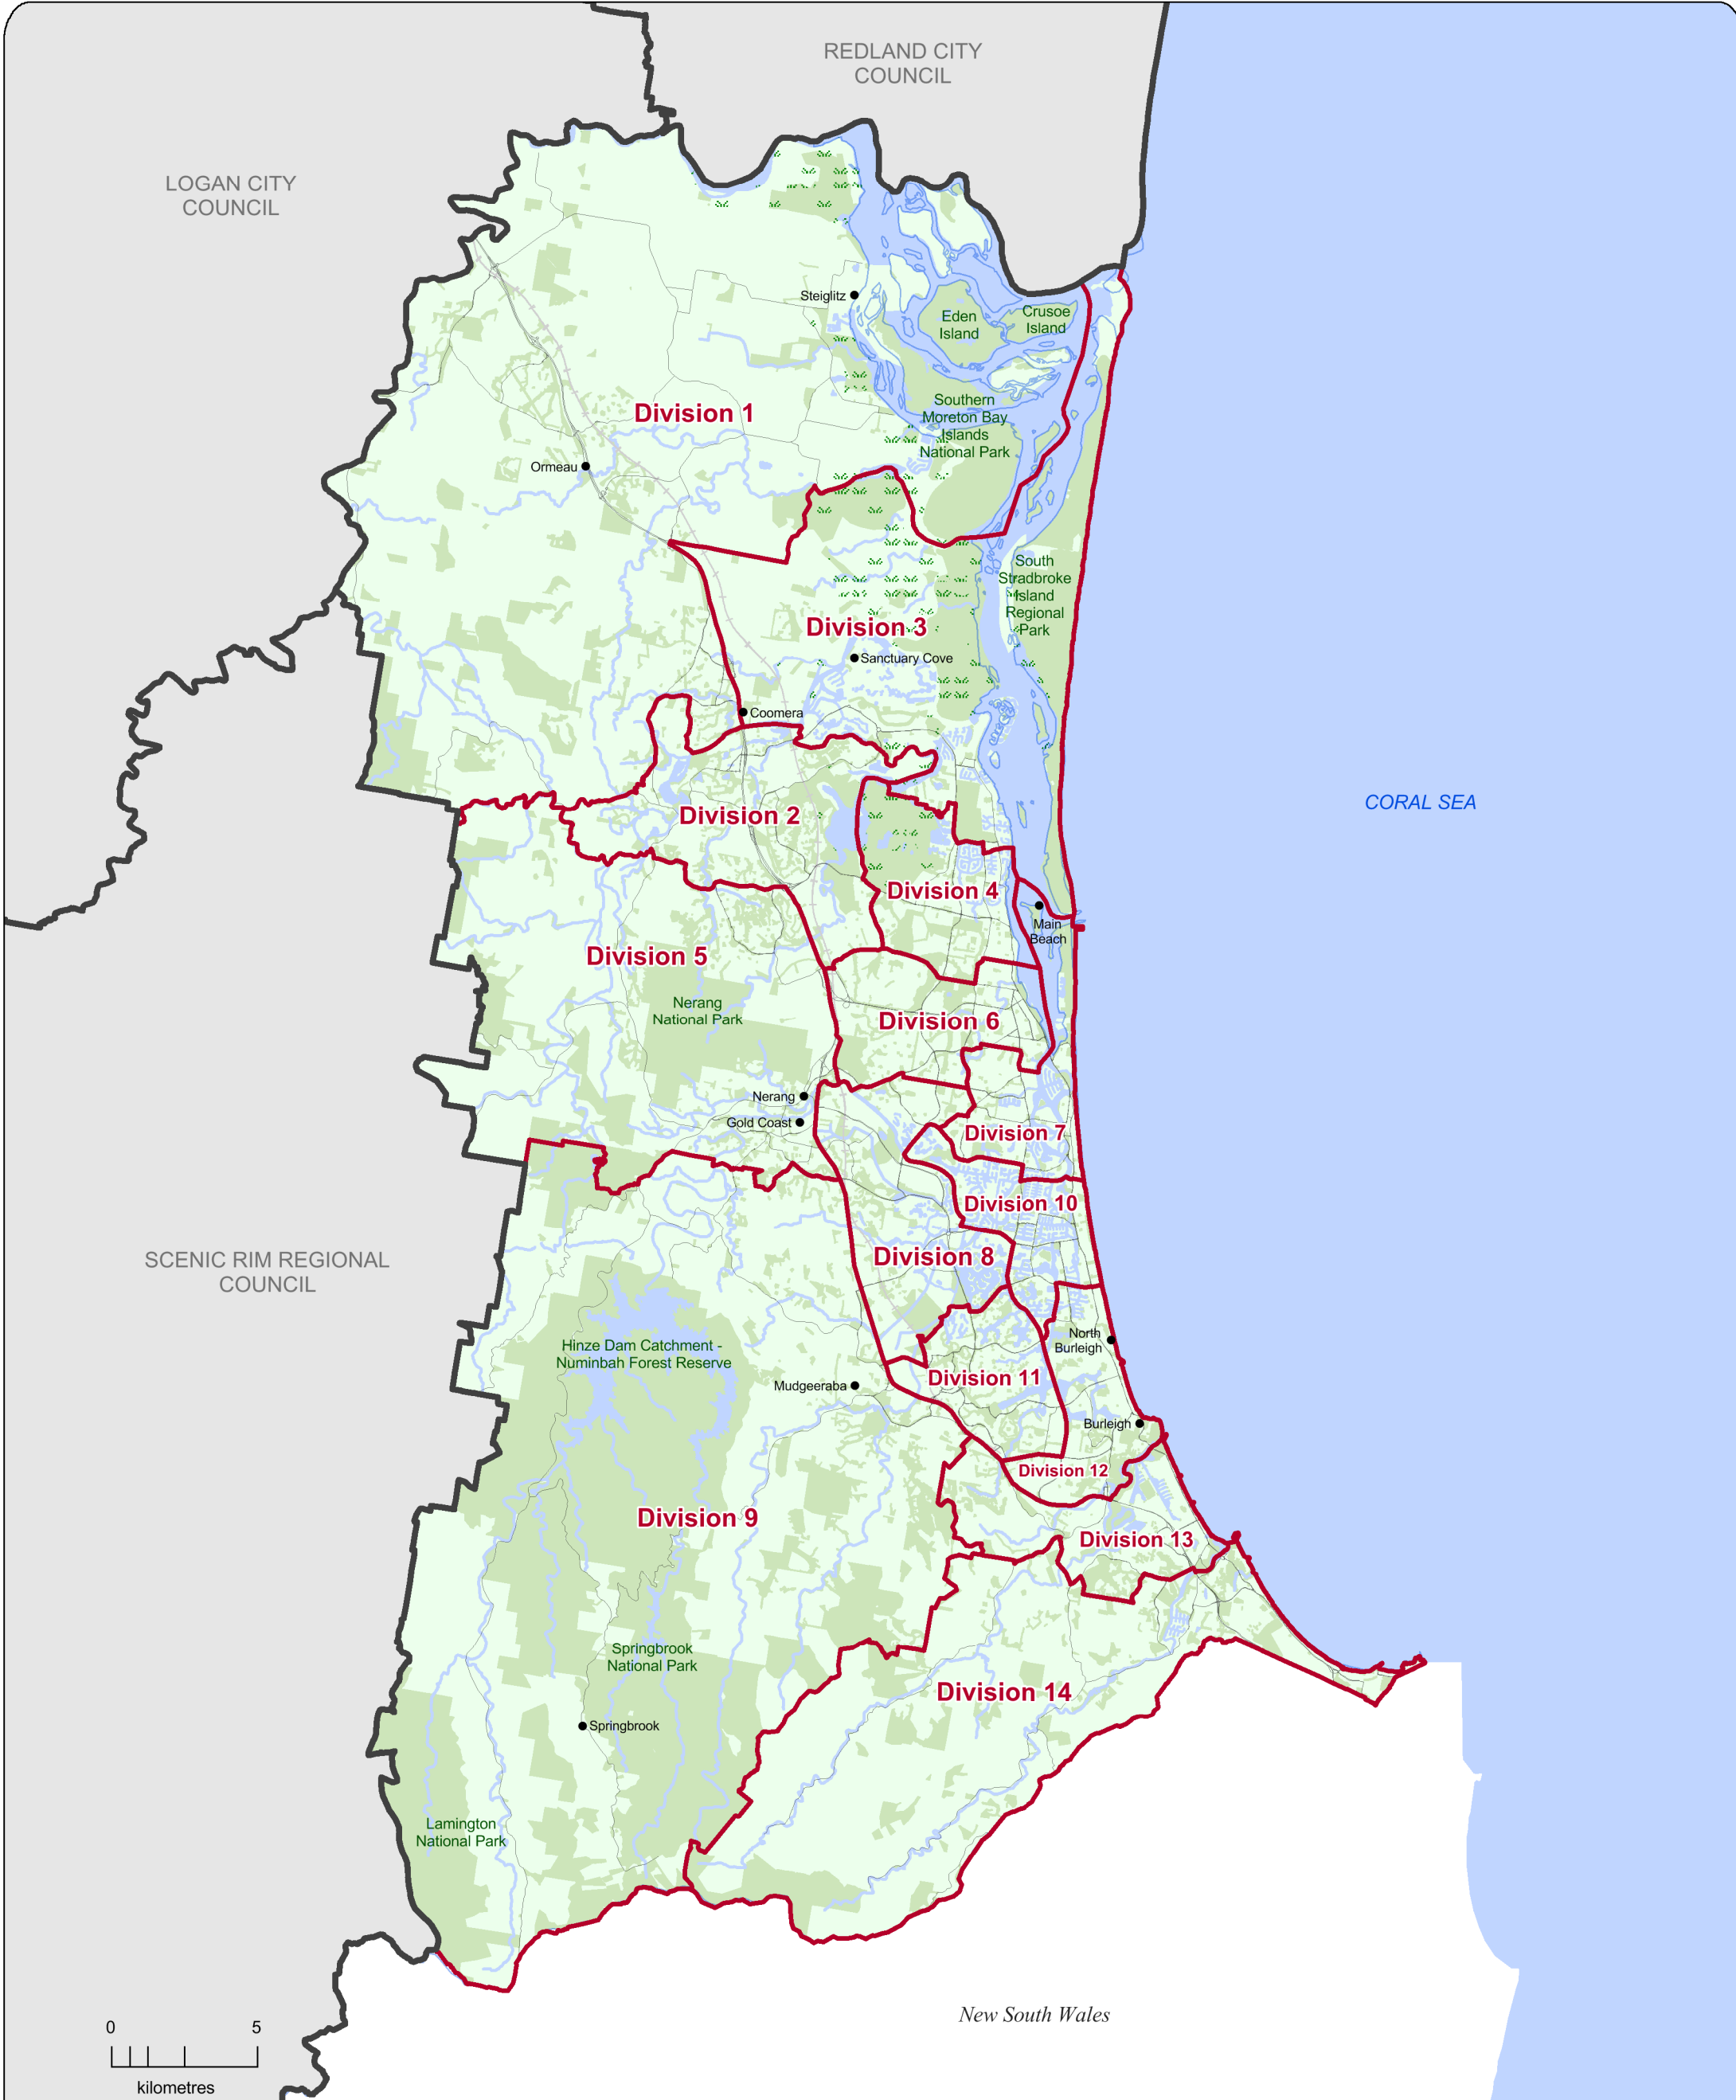 REDLAND CITY
COUNCIL
LOGAN CITY
COUNCIL
Steiglitz
Eden
Island
Crusoe
Island
Southern
Moreton Bay
Islands
National Park
Division 1
Ormeau
South
Stradbroke
Island
Regional
Park
Division 3
Sanctuary Cove
Coomera
CORAL SEA
Division 2
Division 4
Main
Beach
Division 5
Nerang
National Park
Division 6
Nerang
Gold Coast
Division 7
Division 10
SCENIC RIM REGIONAL
COUNCIL
Division 8
North
Burleigh
Hinze Dam Catchment -
Numinbah Forest Reserve
Division 11
Mudgeeraba
Burleigh
Division 12
Division 9
Division 13
Springbrook
National Park
Division 14
Springbrook
Lamington
National Park
New South Wales
0 5
kilometres